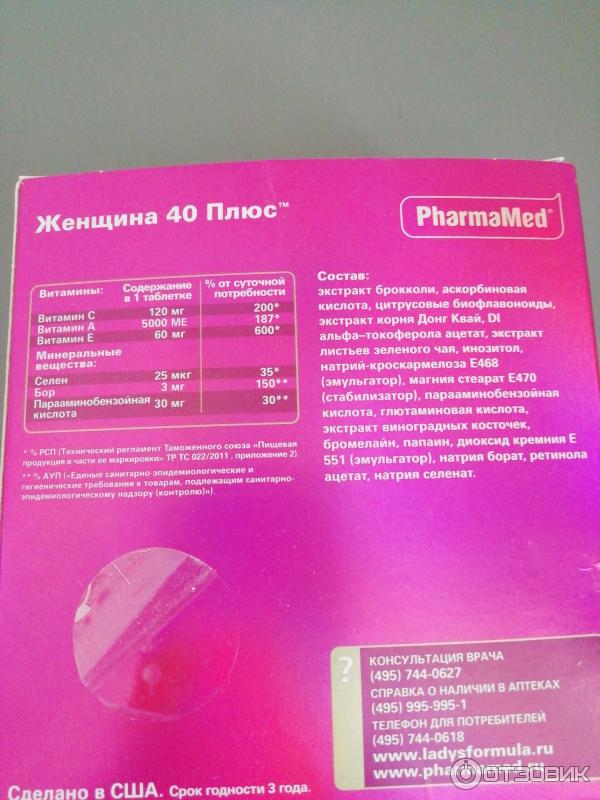 Женщина 40 Плюс™
PharmaMed®
Витамины: Содержание в 1 таблетке % от суточной потребности
Витамин С 120 мг 200*
Витамин А 5000 МЕ 187*
Витамин Е 60 мг 600*
Минеральные вещества:
Селен 25 мкг 35*
Бор 3 мг 150**
Парааминобензойная кислота 30 мг 30**
* % РСП (Технический регламент Таможенного союза «Пищевая
продукция в части ее маркировки» ТР ТС 022/2011 , приложение 2).
** % АУП («Единые санитарно-эпидемиологические и
гигиенические требования к товарам, подлежащим санитарно-
эпидемиологическому надзору (контролю)»).
Состав:
экстракт брокколи, аскорбиновая
кислота, цитрусовые биофлавоноиды,
экстракт корня Донг Квай, Dl
альфа–токоферола ацетат, экстракт
листьев зеленого чая, инозитол,
натрий-кроскармелоза Е468
(эмульгатор), магния стеарат Е470
(стабилизатор), парааминобензойная
кислота, глютаминовая кислота,
экстракт виноградных косточек,
бромелайн, папаин, диоксид кремния Е
551 (эмульгатор), натрия борат, ретинола
ацетат, натрия селенат.
?
КОНСУЛЬТАЦИЯ ВРАЧА
(495) 744-0627
СПРАВКА О НАЛИЧИИ В АПТЕКАХ
(495) 995-995-1
ТЕЛЕФОН ДЛЯ ПОТРЕБИТЕЛЕЙ
(495) 744-0618
www.ladysformula.ru
www.pharmamed.ru
Сделано в США. Срок годности 3 года.
ОТЗОВИК